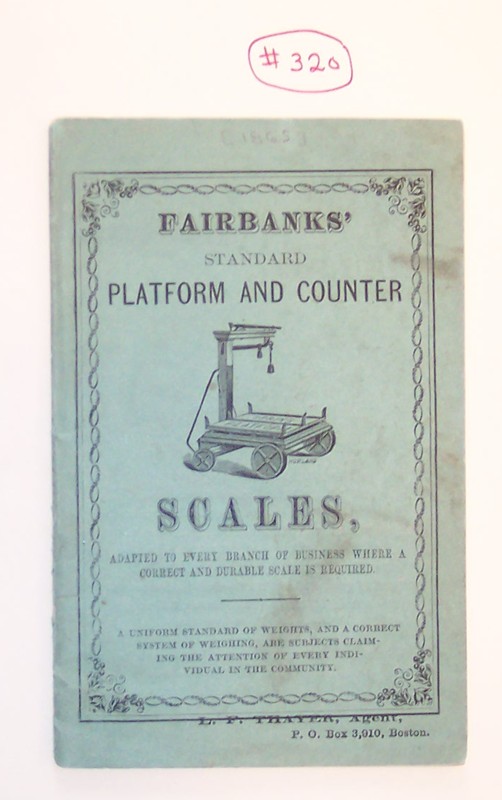 # 320
[1865]
FAIRBANKS'
STANDARD
PLATFORM AND COUNTER
SCALES,
ADAPTED TO EVERY BRANCH OF BUSINESS WHERE A
CORRECT AND DURABLE SCALE IS REQUIRED.
A UNIFORM STANDARD OF WEIGHTS, AND A CORRECT
SYSTEM OF WEIGHING, ARE SUBJECTS CLAIM-
ING THE ATTENTION OF EVERY INDI-
VIDUAL IN THE COMMUNITY.
L. F. THAYER, Agent,
P. O. Box 3,910, Boston.